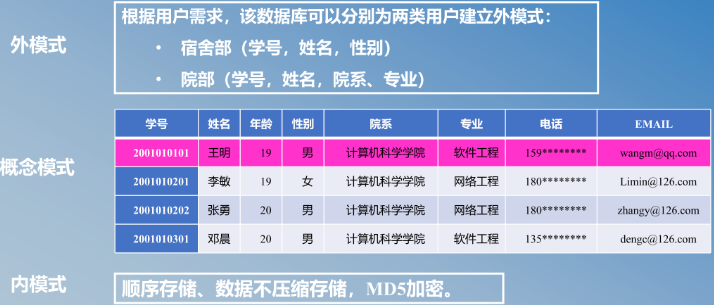 外模式
根据用户需求，该数据库可以分别为两类用户建立外模式：
• 宿舍部（学号，姓名，性别）
• 院部（学号，姓名，院系、专业）
概念模式
学号 姓名 年龄 性别 院系 专业 电话 EMAIL
2001010101 王明 19 男 计算机科学学院 软件工程 159******** wangm@qq.com
2001010201 李敏 19 女 计算机科学学院 网络工程 180******** Limin@126.com
2001010202 张勇 20 男 计算机科学学院 网络工程 180******** zhangy@126.com
2001010301 邓晨 20 男 计算机科学学院 软件工程 135******** dengc@126.com
内模式
顺序存储、数据不压缩存储，MD5加密。